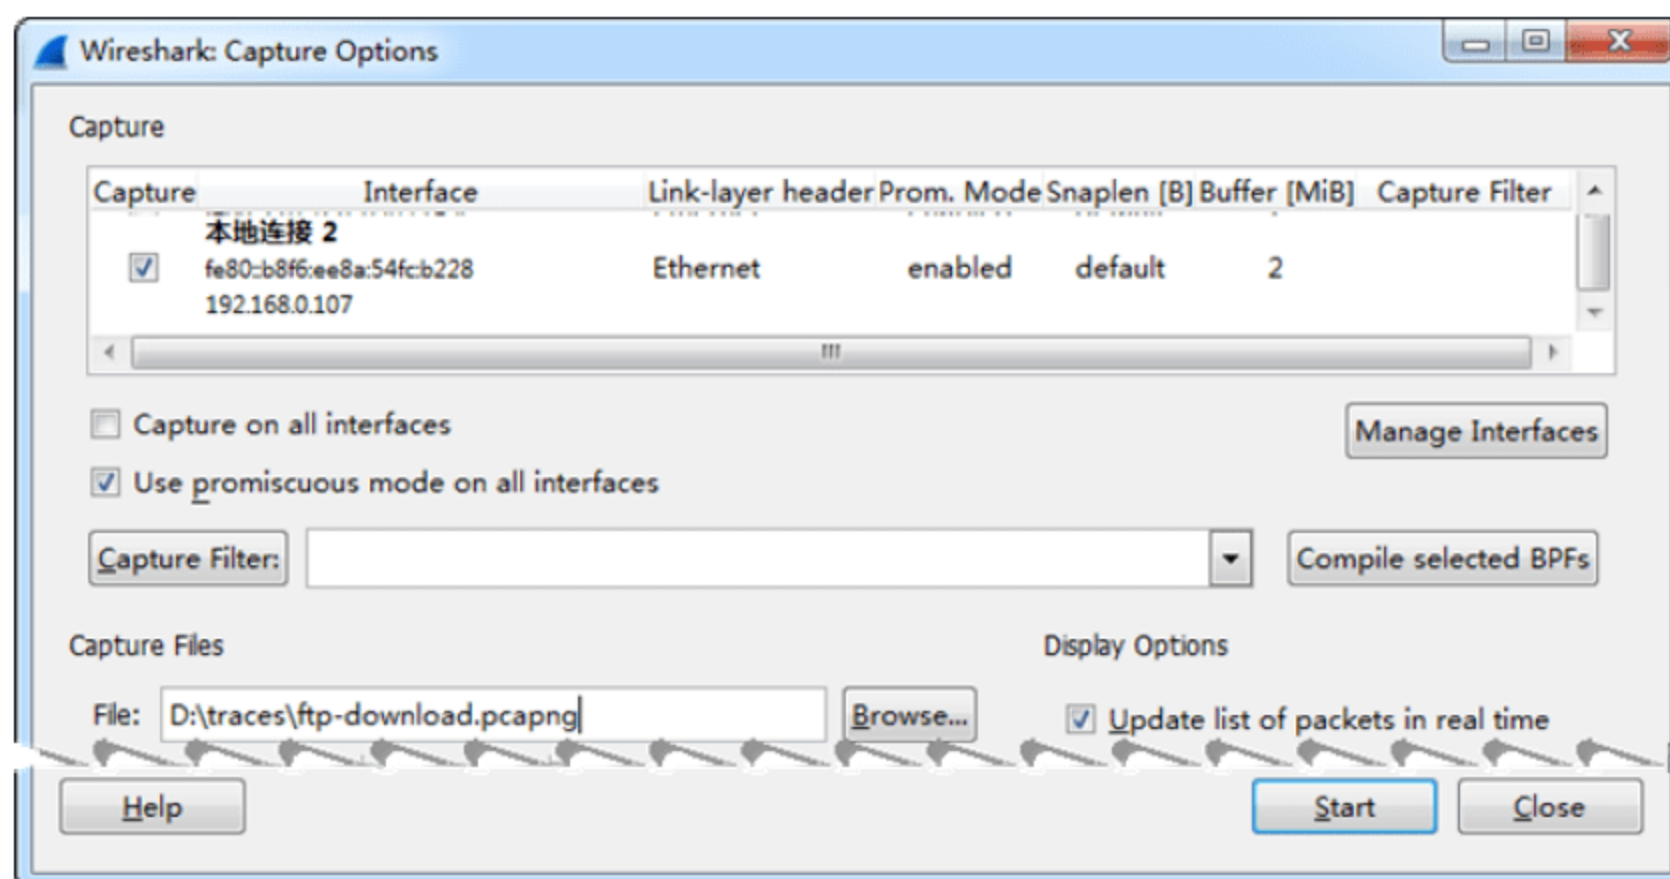 Wireshark: Capture Options
Capture
Capture Interface Link-layer header Prom. Mode Snaplen [B] Buffer [MiB] Capture Filter
本地连接 2
fe80::b8f6:ee8a:54fc:b228 Ethernet enabled default 2
192.168.0.107
Capture on all interfaces
Manage Interfaces
Use promiscuous mode on all interfaces
Capture Filter: Compile selected BPFs
Capture Files Display Options
File: D:\traces\ftp-download.pcapng Browse... Update list of packets in real time
Help Start Close